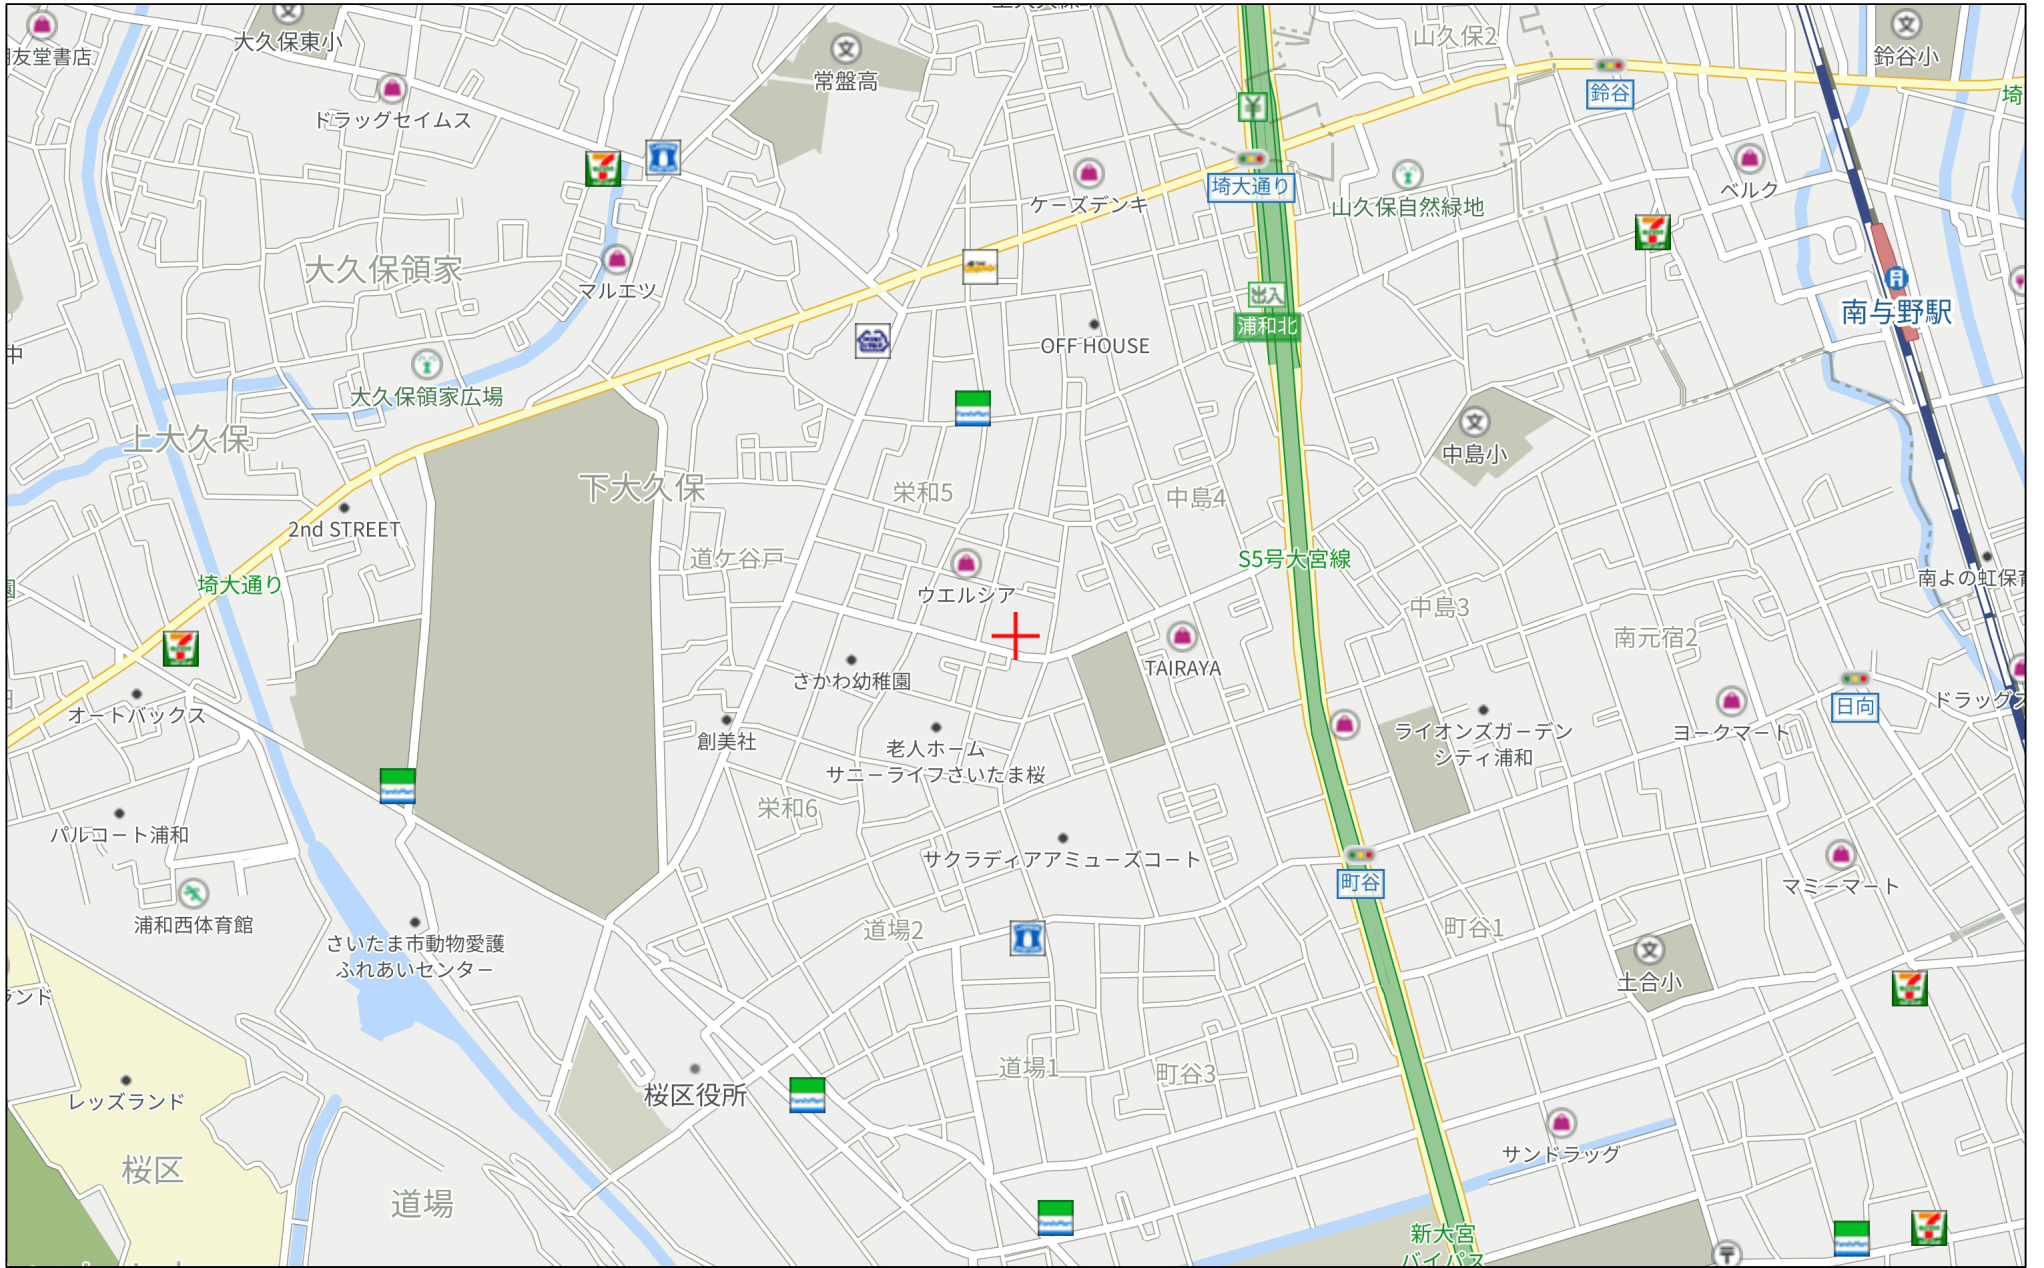 大久保東小
朋友堂書店
ドラッグセイムス
常盤高
山久保2
鈴谷
鈴谷小
埼
ケーズデンキ
埼大通り
山久保自然緑地
ベルク
大久保領家
マルエツ
出入
浦和北
南与野駅
OFF HOUSE
中
大久保領家広場
上大久保
下大久保
栄和5
中島4
中島小
2nd STREET
道ケ谷戸
S5号大宮線
埼大通り
ウエルシア
中島3
南元宿2
南よの虹保育
園
さかわ幼稚園
TAIRAYA
オートバックス
創美社
老人ホーム
サニーライフさいたま桜
ライオンズガーデン
シティ浦和
ヨークマート
日向
ドラッグス
栄和6
パルコート浦和
サクラディアアミューズコート
町谷
マミーマート
浦和西体育館
さいたま市動物愛護
ふれあいセンター
道場2
町谷1
土合小
ランド
レッズランド
桜区役所
道場1
町谷3
桜区
道場
サンドラッグ
新大宮
バイパス